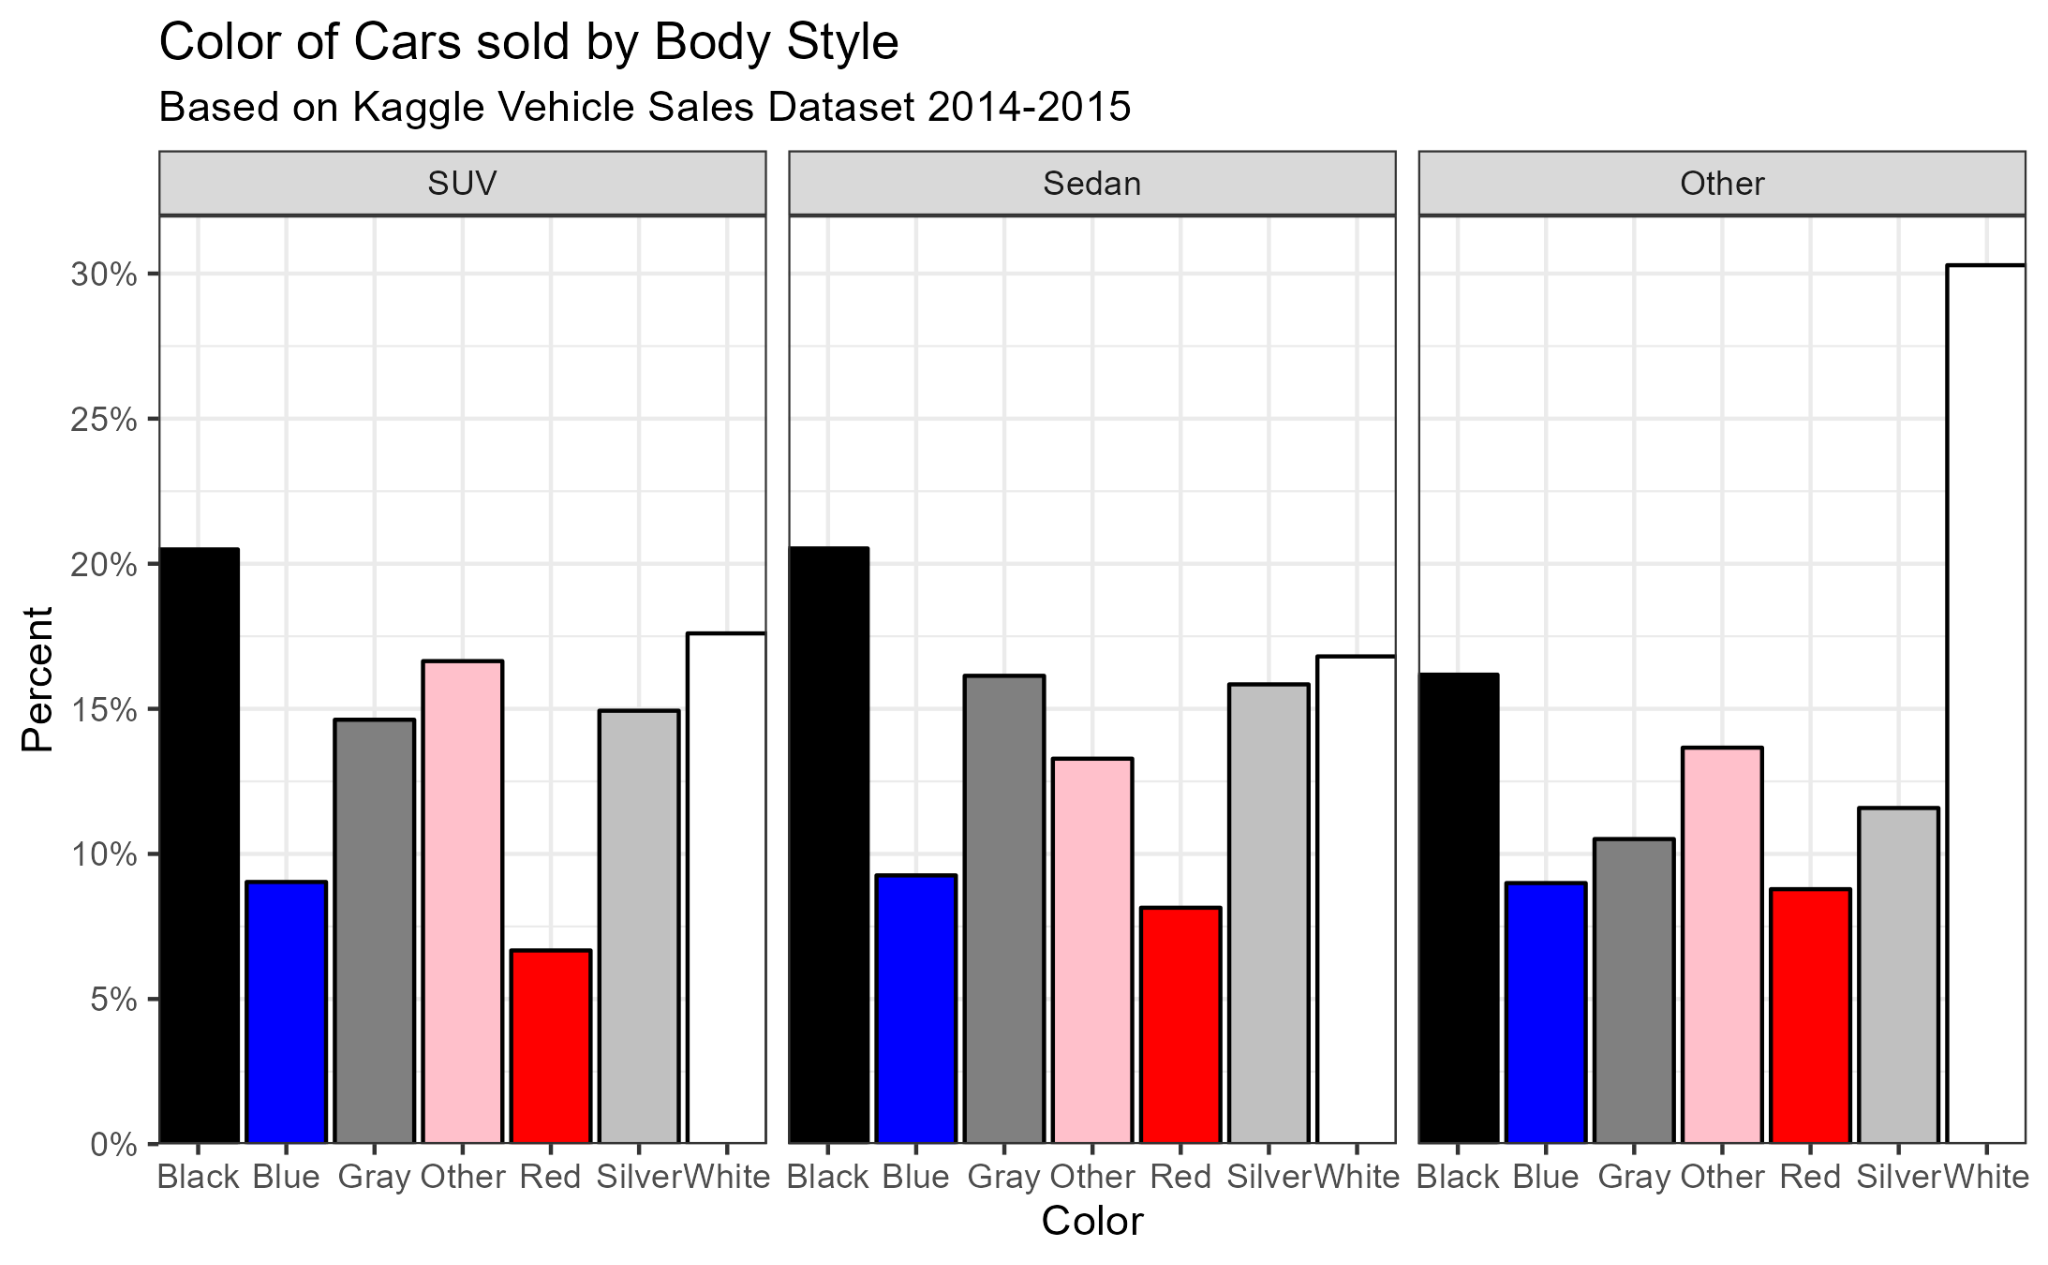 Color of Cars sold by Body Style
Based on Kaggle Vehicle Sales Dataset 2014-2015
SUV Sedan Other
30%
25%
20%
15%
10%
5%
0%
Percent
Black Blue Gray Other Red Silver White Black Blue Gray Other Red Silver White Black Blue Gray Other Red Silver White
Color